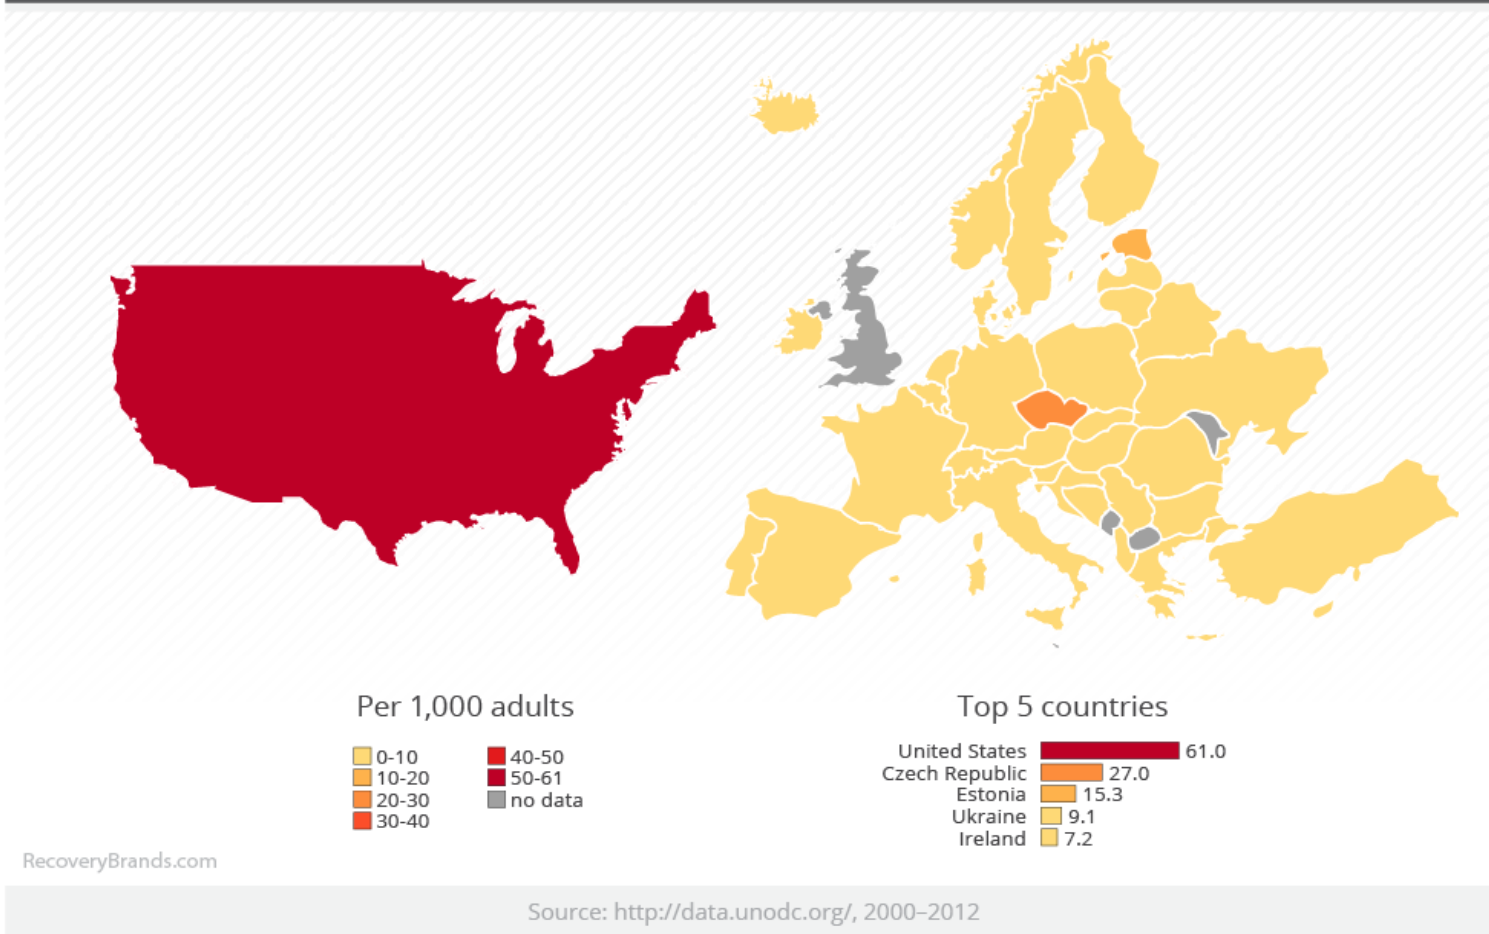 Per 1,000 adults
0-10
10-20
20-30
30-40
40-50
50-61
no data
Top 5 countries
United States 61.0
Czech Republic 27.0
Estonia 15.3
Ukraine 9.1
Ireland 7.2
RecoveryBrands.com
Source: http://data.unodc.org/, 2000–2012